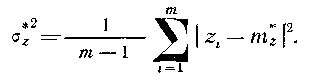 σ_z^{*2} = \frac{1}{m-1} \sum_{i=1}^{m} |z_i - m_z^*|^2.